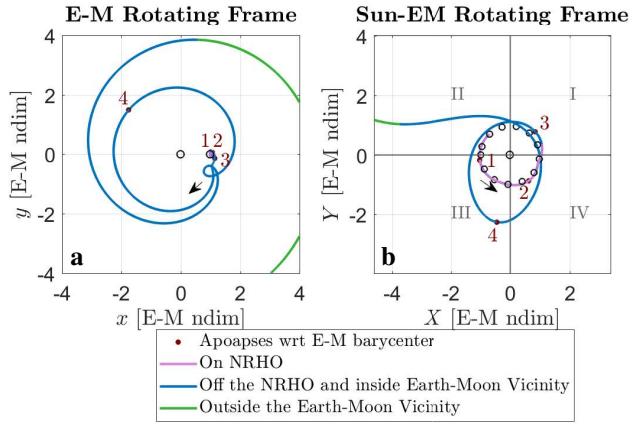 E-M Rotating Frame
Sun-EM Rotating Frame
4
2
0
-2
-4
y [E-M ndim]
4
1 2
3
a
-4
-2
0
2
4
x [E-M ndim]
4
2
0
-2
Y [E-M ndim]
II
I
3
1
2
III
IV
4
b
-4
-2
0
2
X [E-M ndim]
Apoapses wrt E-M barycenter
On NRHO
Off the NRHO and inside Earth-Moon Vicinity
Outside the Earth-Moon Vicinity